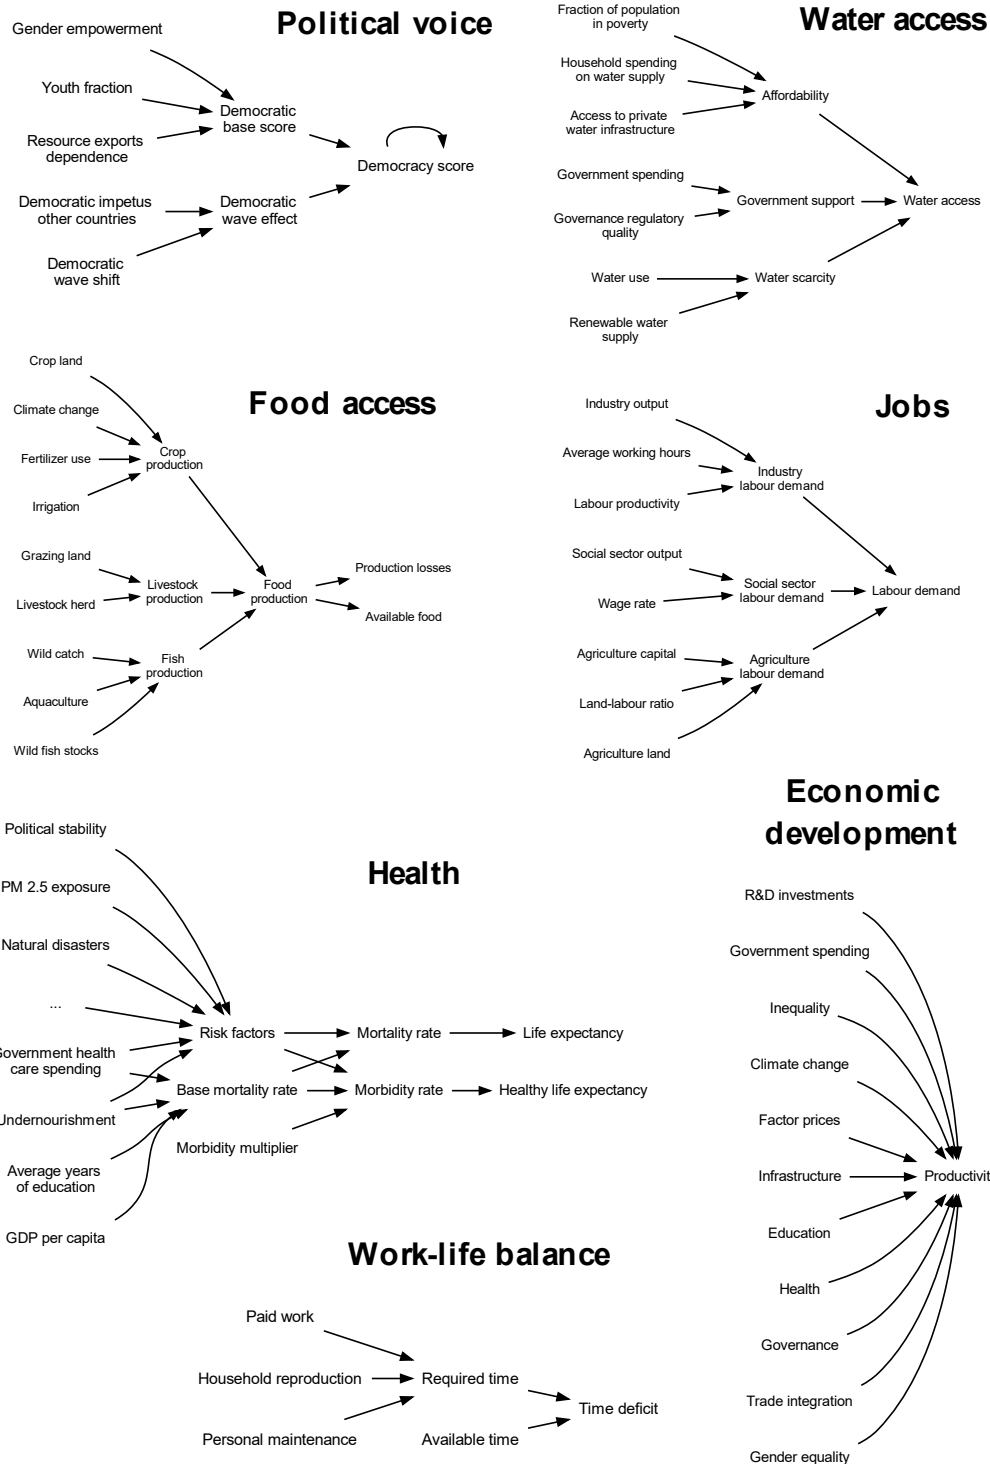 Political voice
Gender empowerment
Youth fraction
Resource exports
dependence
Democratic impetus
other countries
Democratic
wave shift
Democratic
base score
Democratic
wave effect
Democracy score
Water access
Fraction of population
in poverty
Household spending
on water supply
Access to private
water infrastructure
Government spending
Governance regulatory
quality
Water use
Renewable water
supply
Affordability
Government support
Water scarcity
Water access
Food access
Crop land
Climate change
Fertilizer use
Irrigation
Grazing land
Livestock herd
Wild catch
Aquaculture
Wild fish stocks
Crop
production
Livestock
production
Fish
production
Food
production
Production losses
Available food
Jobs
Industry output
Average working hours
Labour productivity
Social sector output
Wage rate
Agriculture capital
Land-labour ratio
Agriculture land
Industry
labour demand
Social sector
labour demand
Agriculture
labour demand
Labour demand
Health
Political stability
PM 2.5 exposure
Natural disasters
...
Government health
care spending
Undernourishment
Average years
of education
GDP per capita
Risk factors
Base mortality rate
Morbidity multiplier
Mortality rate
Morbidity rate
Life expectancy
Healthy life expectancy
Economic
development
R&D investments
Government spending
Inequality
Climate change
Factor prices
Infrastructure
Education
Health
Governance
Trade integration
Gender equality
Productivit
Work-life balance
Paid work
Household reproduction
Personal maintenance
Required time
Available time
Time deficit